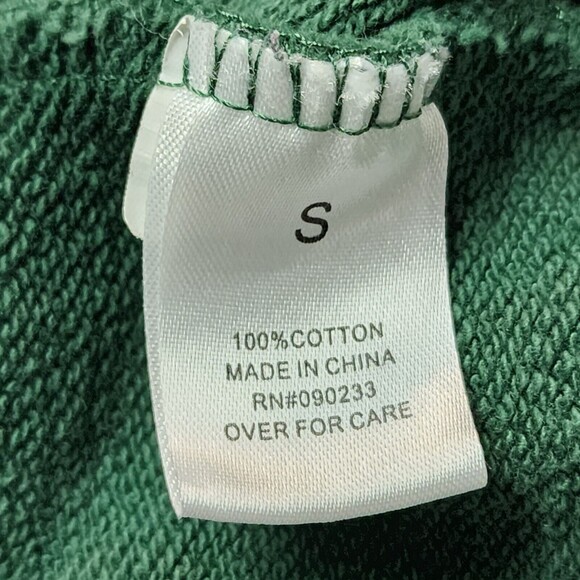 S
100%COTTON
MADE IN CHINA
RN#090233
OVER FOR CARE